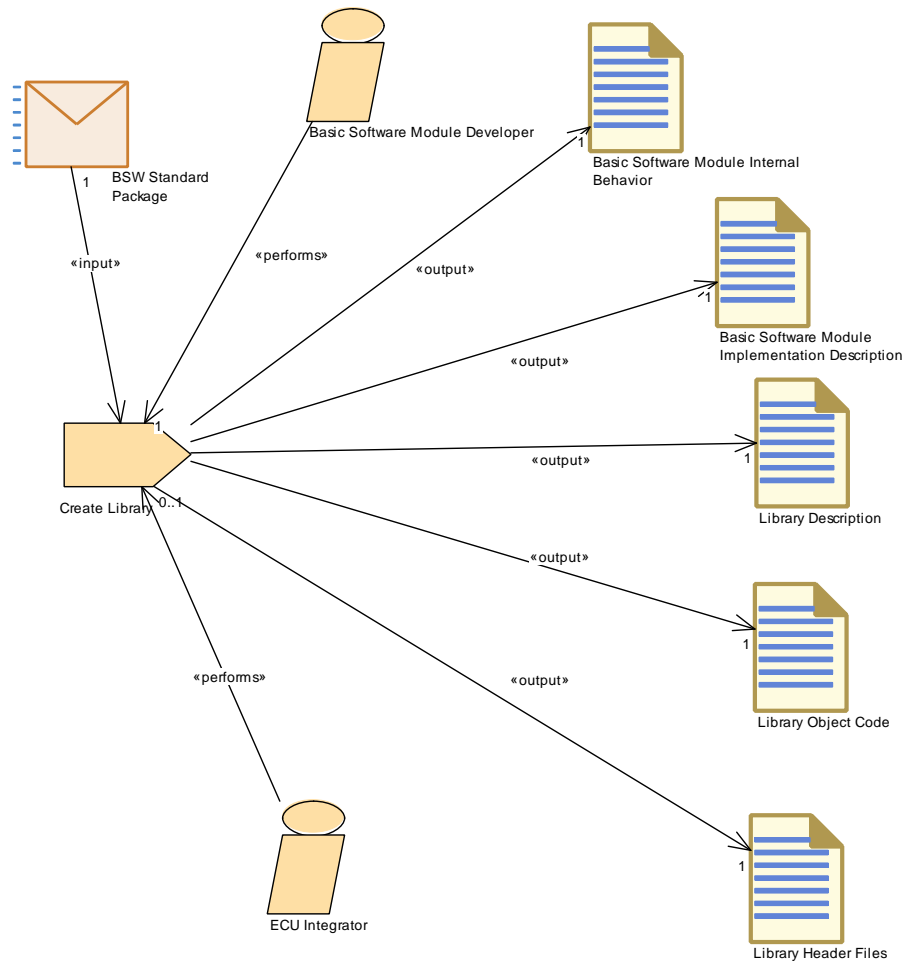 Basic Software Module Developer
1
BSW Standard
Package
1
Basic Software Module Internal
Behavior
«input»
«performs»
«output»
1
Basic Software Module
Implementation Description
«output»
1
Create Library
0..1
«output»
1
Library Description
«output»
1
Library Object Code
«performs»
«output»
1
Library Header Files
ECU Integrator